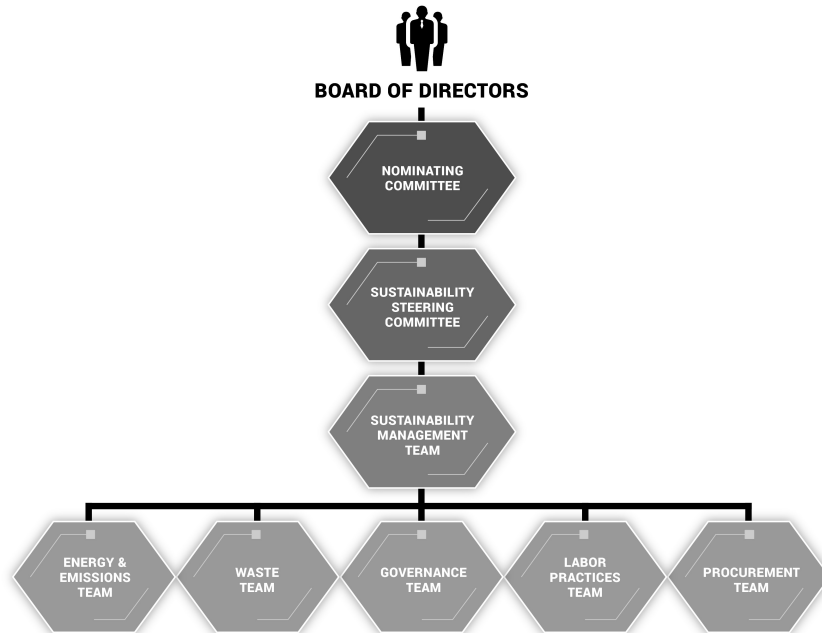 BOARD OF DIRECTORS
NOMINATING
COMMITTEE
SUSTAINABILITY
STEERING
COMMITTEE
SUSTAINABILITY
MANAGEMENT
TEAM
ENERGY &
EMISSIONS
TEAM
WASTE
TEAM
GOVERNANCE
TEAM
LABOR
PRACTICES
TEAM
PROCUREMENT
TEAM